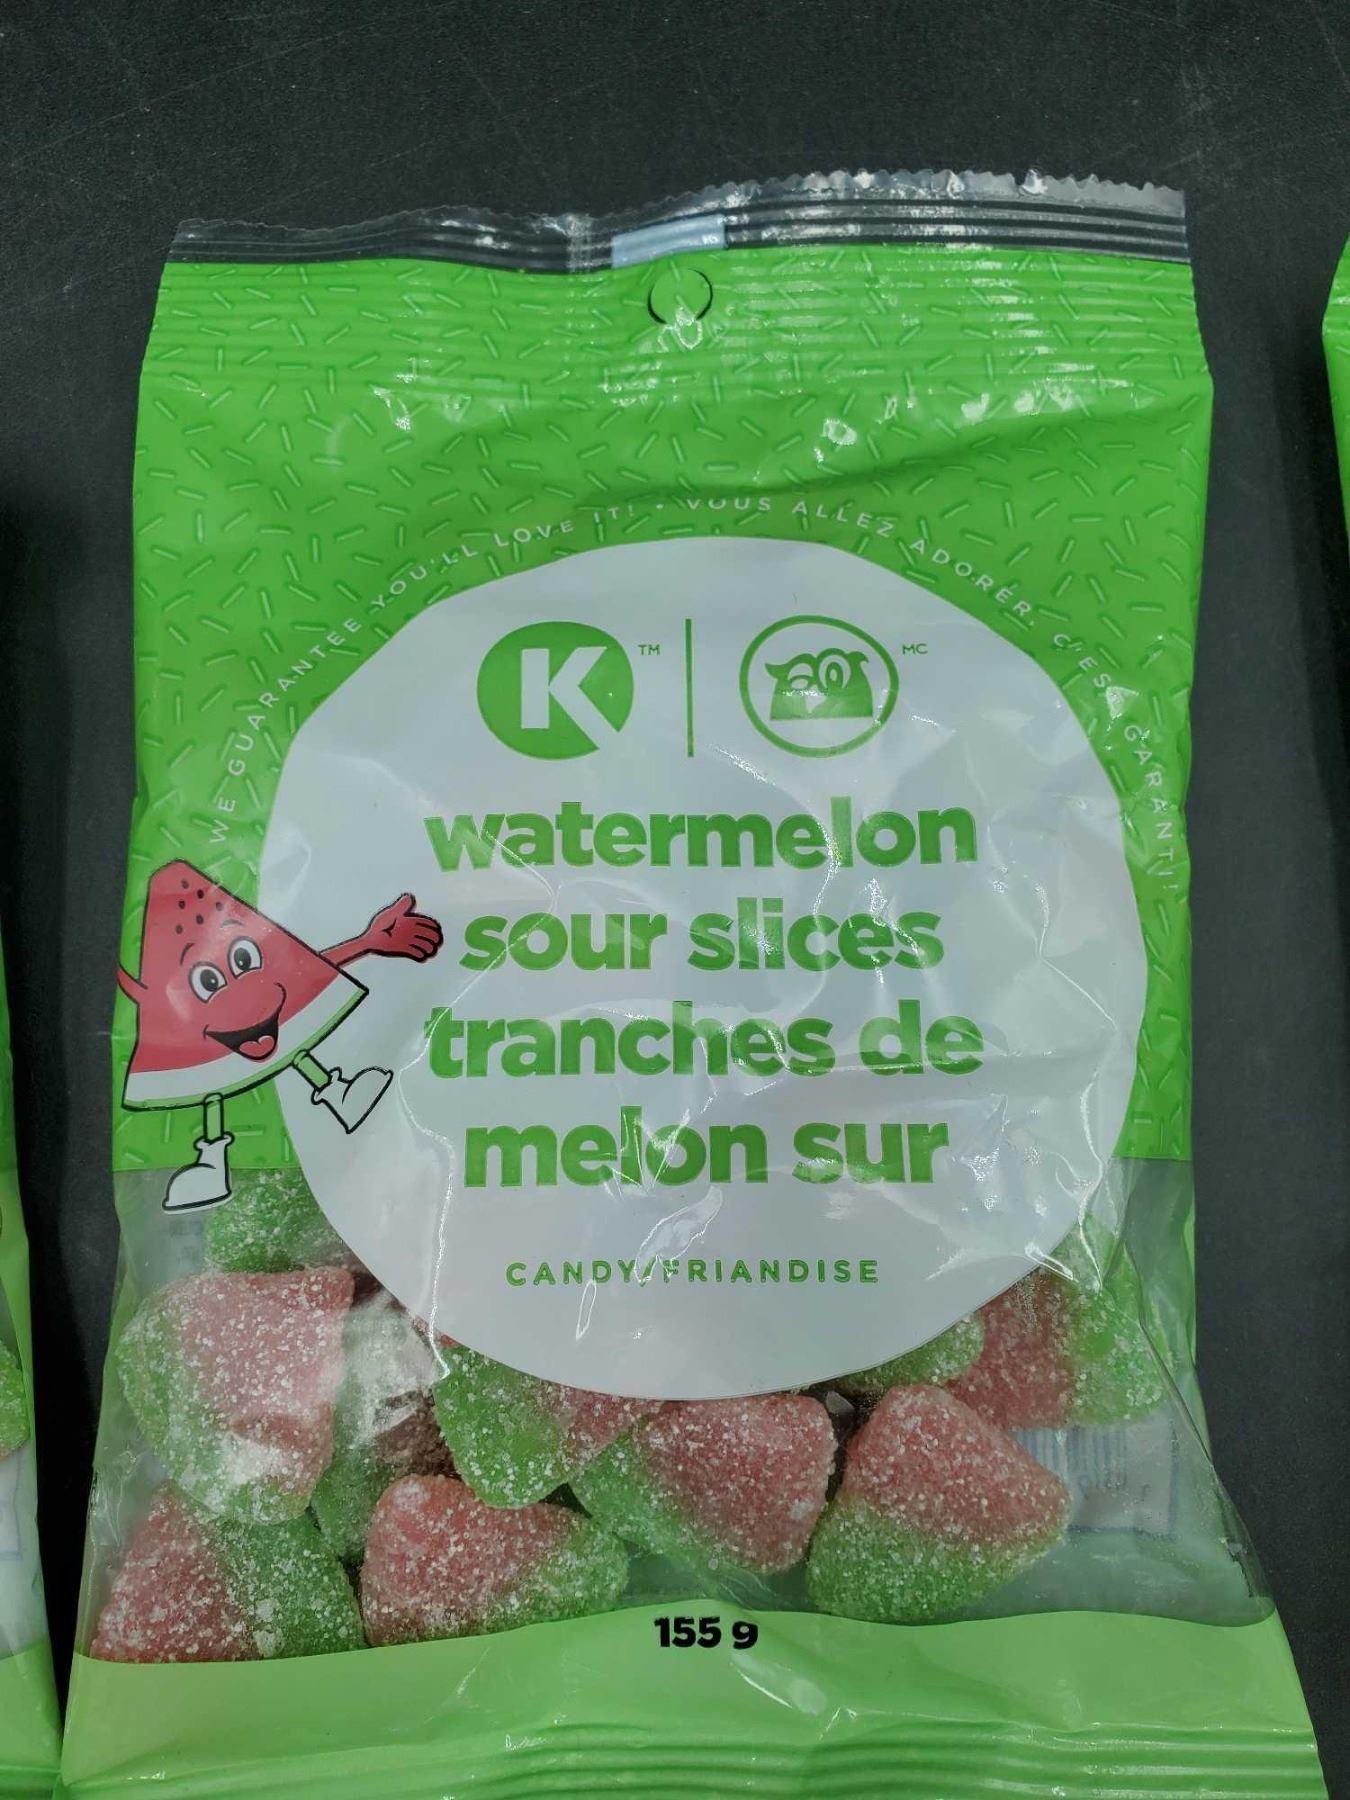 WE GUARANTEE YOU'LL LOVE IT! • VOUS ALLEZ ADORER, C'EST GARANTI!
K TM MC
watermelon
sour slices
tranches de
melon sur
CANDY/FRIANDISE
155 g